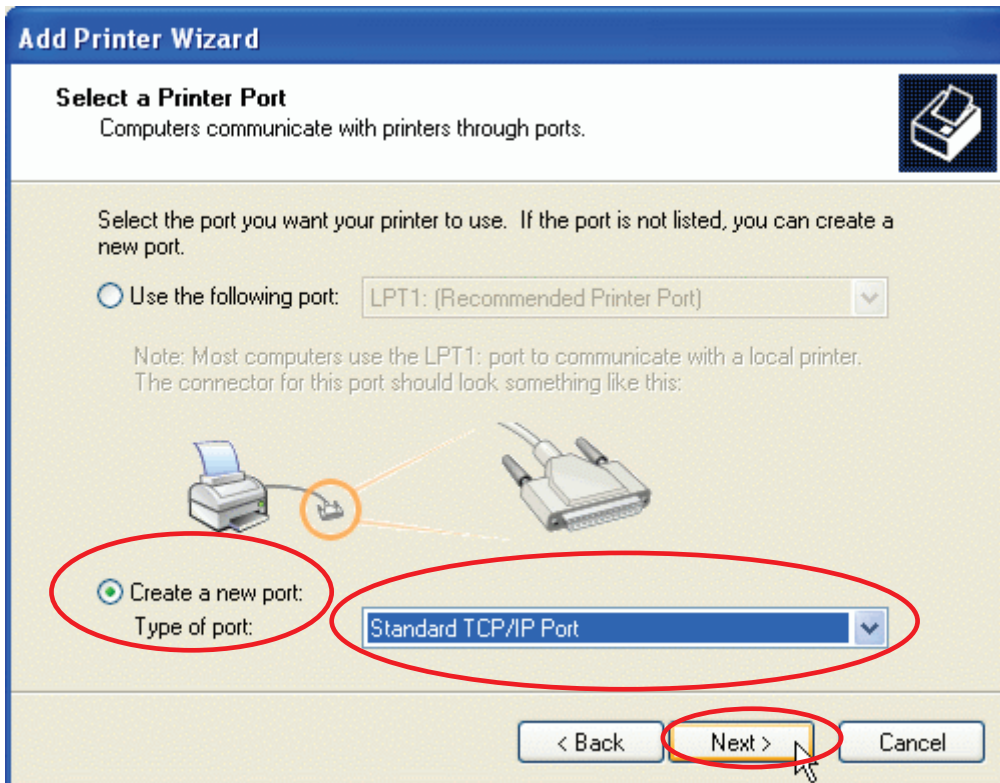 Add Printer Wizard
Select a Printer Port
Computers communicate with printers through ports.
Select the port you want your printer to use. If the port is not listed, you can create a
new port.
Use the following port: LPT1: (Recommended Printer Port)
Note: Most computers use the LPT1: port to communicate with a local printer.
The connector for this port should look something like this:
Create a new port:
Type of port: Standard TCP/IP Port
< Back Next > Cancel